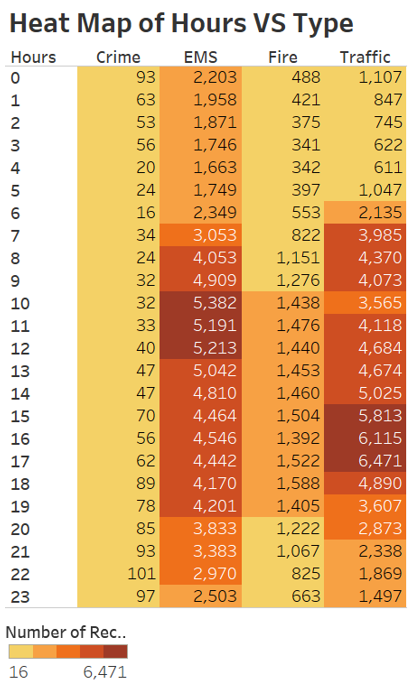 Heat Map of Hours VS Type
Hours Crime EMS Fire Traffic
0 93 2,203 488 1,107
1 63 1,958 421 847
2 53 1,871 375 745
3 56 1,746 341 622
4 20 1,663 342 611
5 24 1,749 397 1,047
6 16 2,349 553 2,135
7 34 3,053 822 3,985
8 24 4,053 1,151 4,370
9 32 4,909 1,276 4,073
10 32 5,382 1,438 3,565
11 33 5,191 1,476 4,118
12 40 5,213 1,440 4,684
13 47 5,042 1,453 4,674
14 47 4,810 1,460 5,025
15 70 4,464 1,504 5,813
16 56 4,546 1,392 6,115
17 62 4,442 1,522 6,471
18 89 4,170 1,588 4,890
19 78 4,201 1,405 3,607
20 85 3,833 1,222 2,873
21 93 3,383 1,067 2,338
22 101 2,970 825 1,869
23 97 2,503 663 1,497
Number of Rec..
16 6,471